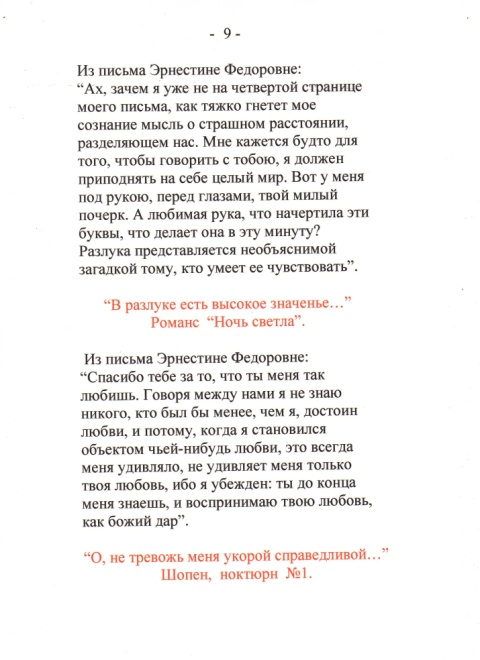 - 9 -
Из письма Эрнестине Федоровне:
“Ах, зачем я уже не на четвертой странице
моего письма, как тяжко гнетет мое
сознание мысль о страшном расстоянии,
разделяющем нас. Мне кажется будто для
того, чтобы говорить с тобою, я должен
приподнять на себе целый мир. Вот у меня
под рукою, перед глазами, твой милый
почерк. А любимая рука, что начертила эти
буквы, что делает она в эту минуту?
Разлука представляется необъяснимой
загадкой тому, кто умеет ее чувствовать”.
“В разлуке есть высокое значенье…”
Романс “Ночь светла”.
Из письма Эрнестине Федоровне:
“Спасибо тебе за то, что ты меня так
любишь. Говоря между нами я не знаю
никого, кто был бы менее, чем я, достоин
любви, и потому, когда я становился
объектом чьей-нибудь любви, это всегда
меня удивляло, не удивляет меня только
твоя любовь, ибо я убежден: ты до конца
меня знаешь, и воспринимаю твою любовь,
как божий дар”.
“О, не тревожь меня укорой справедливой…”
Шопен, ноктюрн №1.